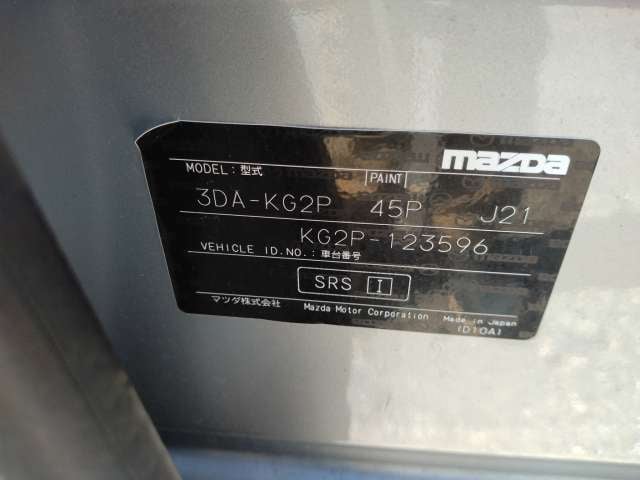 mazda
MODEL:型式 PAINT
3DA-KG2P 45P J21
KG2P-123596
VEHICLE ID.NO.:車台番号
SRS I
マツダ株式会社 Mazda Motor Corporation Made in Japan
(D10A)